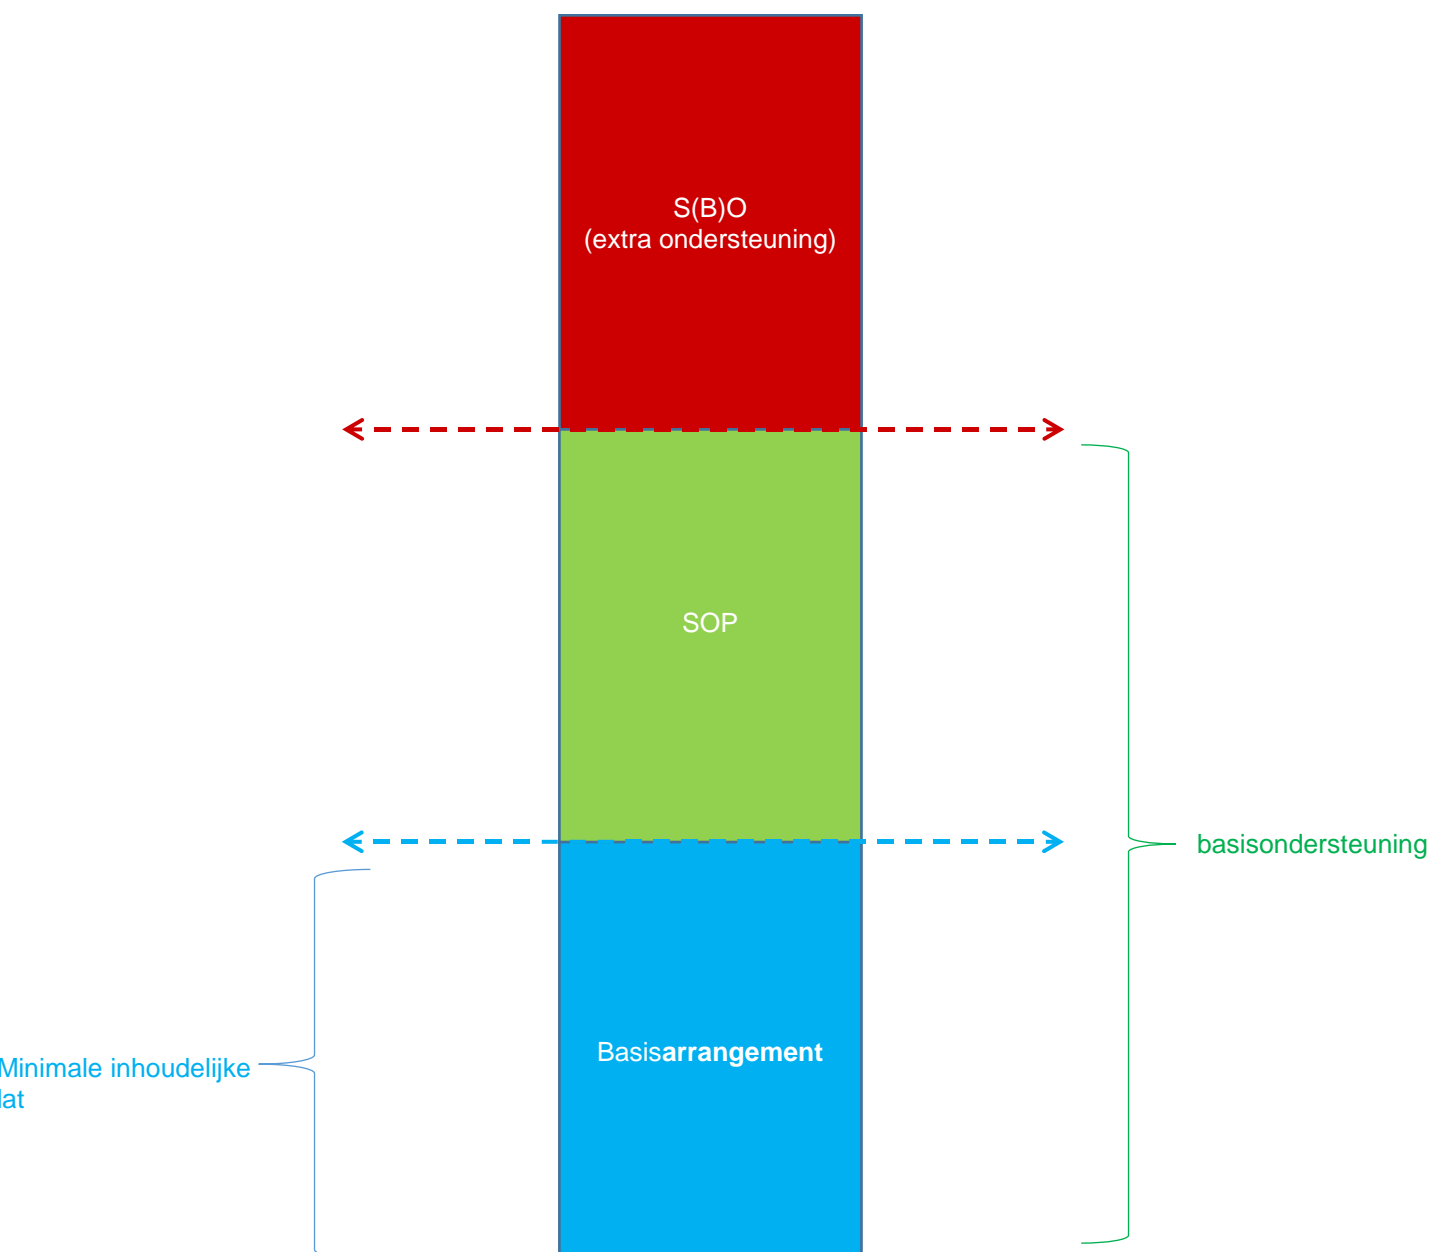 S(B)O
(extra ondersteuning)
SOP
basisondersteuning
Basisarrangement
Minimale inhoudelijke
lat